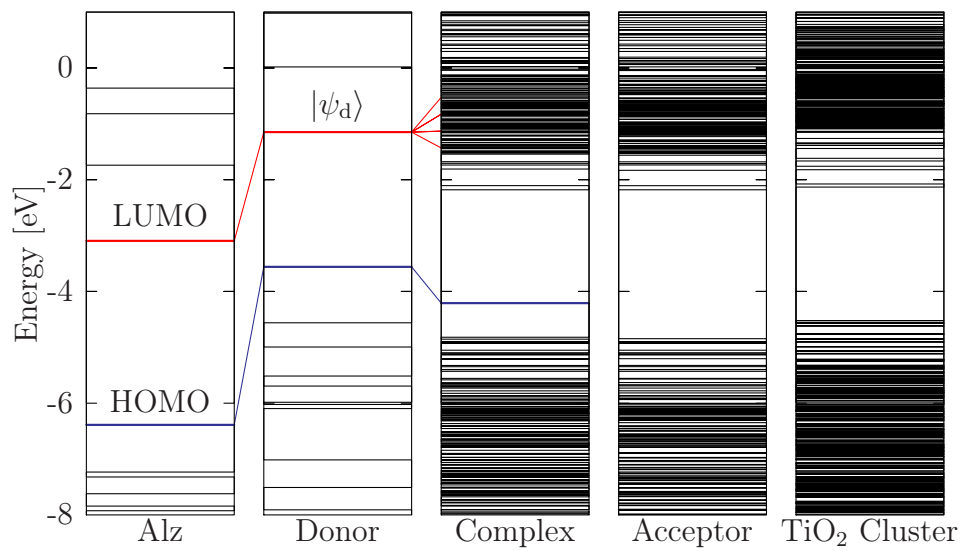 Energy [eV]
0
-2
-4
-6
-8
|ψd⟩
LUMO
HOMO
Alz
Donor
Complex
Acceptor
TiO2 Cluster